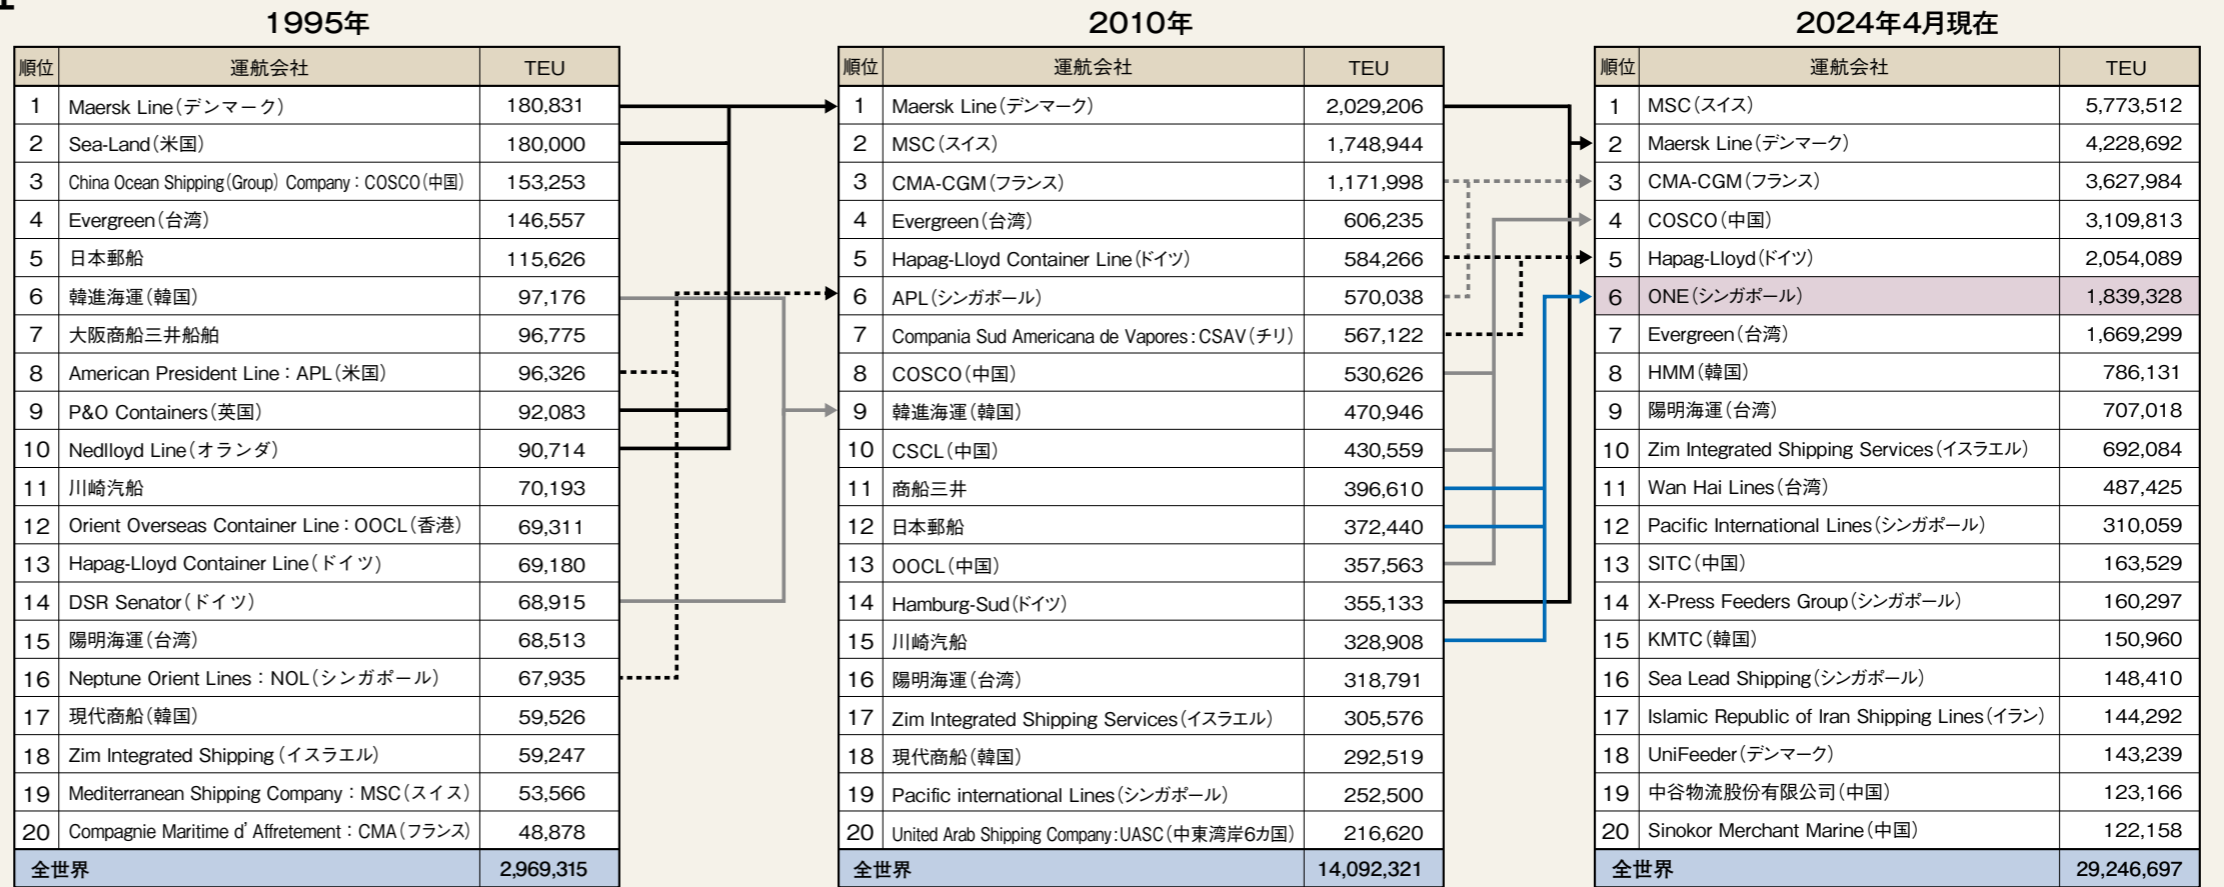 1995年
順位 運航会社 TEU
1 Maersk Line(デンマーク) 180,831
2 Sea-Land(米国) 180,000
3 China Ocean Shipping(Group) Company：COSCO(中国) 153,253
4 Evergreen(台湾) 146,557
5 日本郵船 115,626
6 韓進海運(韓国) 97,176
7 大阪商船三井船舶 96,775
8 American President Line：APL(米国) 96,326
9 P&O Containers(英国) 92,083
10 Nedlloyd Line(オランダ) 90,714
11 川崎汽船 70,193
12 Orient Overseas Container Line：OOCL(香港) 69,311
13 Hapag-Lloyd Container Line(ドイツ) 69,180
14 DSR Senator(ドイツ) 68,915
15 陽明海運(台湾) 68,513
16 Neptune Orient Lines：NOL(シンガポール) 67,935
17 現代商船(韓国) 59,526
18 Zim Integrated Shipping (イスラエル) 59,247
19 Mediterranean Shipping Company：MSC(スイス) 53,566
20 Compagnie Maritime d' Affretement：CMA(フランス) 48,878
全世界 2,969,315
2010年
順位 運航会社 TEU
1 Maersk Line(デンマーク) 2,029,206
2 MSC(スイス) 1,748,944
3 CMA-CGM(フランス) 1,171,998
4 Evergreen(台湾) 606,235
5 Hapag-Lloyd Container Line(ドイツ) 584,266
6 APL(シンガポール) 570,038
7 Compania Sud Americana de Vapores：CSAV(チリ) 567,122
8 COSCO(中国) 530,626
9 韓進海運(韓国) 470,946
10 CSCL(中国) 430,559
11 商船三井 396,610
12 日本郵船 372,440
13 OOCL(中国) 357,563
14 Hamburg-Sud(ドイツ) 355,133
15 川崎汽船 328,908
16 陽明海運(台湾) 318,791
17 Zim Integrated Shipping Services(イスラエル) 305,576
18 現代商船(韓国) 292,519
19 Pacific international Lines(シンガポール) 252,500
20 United Arab Shipping Company：UASC(中東湾岸6カ国) 216,620
全世界 14,092,321
2024年4月現在
順位 運航会社 TEU
1 MSC(スイス) 5,773,512
2 Maersk Line(デンマーク) 4,228,692
3 CMA-CGM(フランス) 3,627,984
4 COSCO(中国) 3,109,813
5 Hapag-Lloyd(ドイツ) 2,054,089
6 ONE(シンガポール) 1,839,328
7 Evergreen(台湾) 1,669,299
8 HMM(韓国) 786,131
9 陽明海運(台湾) 707,018
10 Zim Integrated Shipping Services(イスラエル) 692,084
11 Wan Hai Lines(台湾) 487,425
12 Pacific International Lines(シンガポール) 310,059
13 SITC(中国) 163,529
14 X-Press Feeders Group(シンガポール) 160,297
15 KMTC(韓国) 150,960
16 Sea Lead Shipping(シンガポール) 148,410
17 Islamic Republic of Iran Shipping Lines(イラン) 144,292
18 UniFeeder(デンマーク) 143,239
19 中谷物流股份有限公司(中国) 123,166
20 Sinokor Merchant Marine(中国) 122,158
全世界 29,246,697